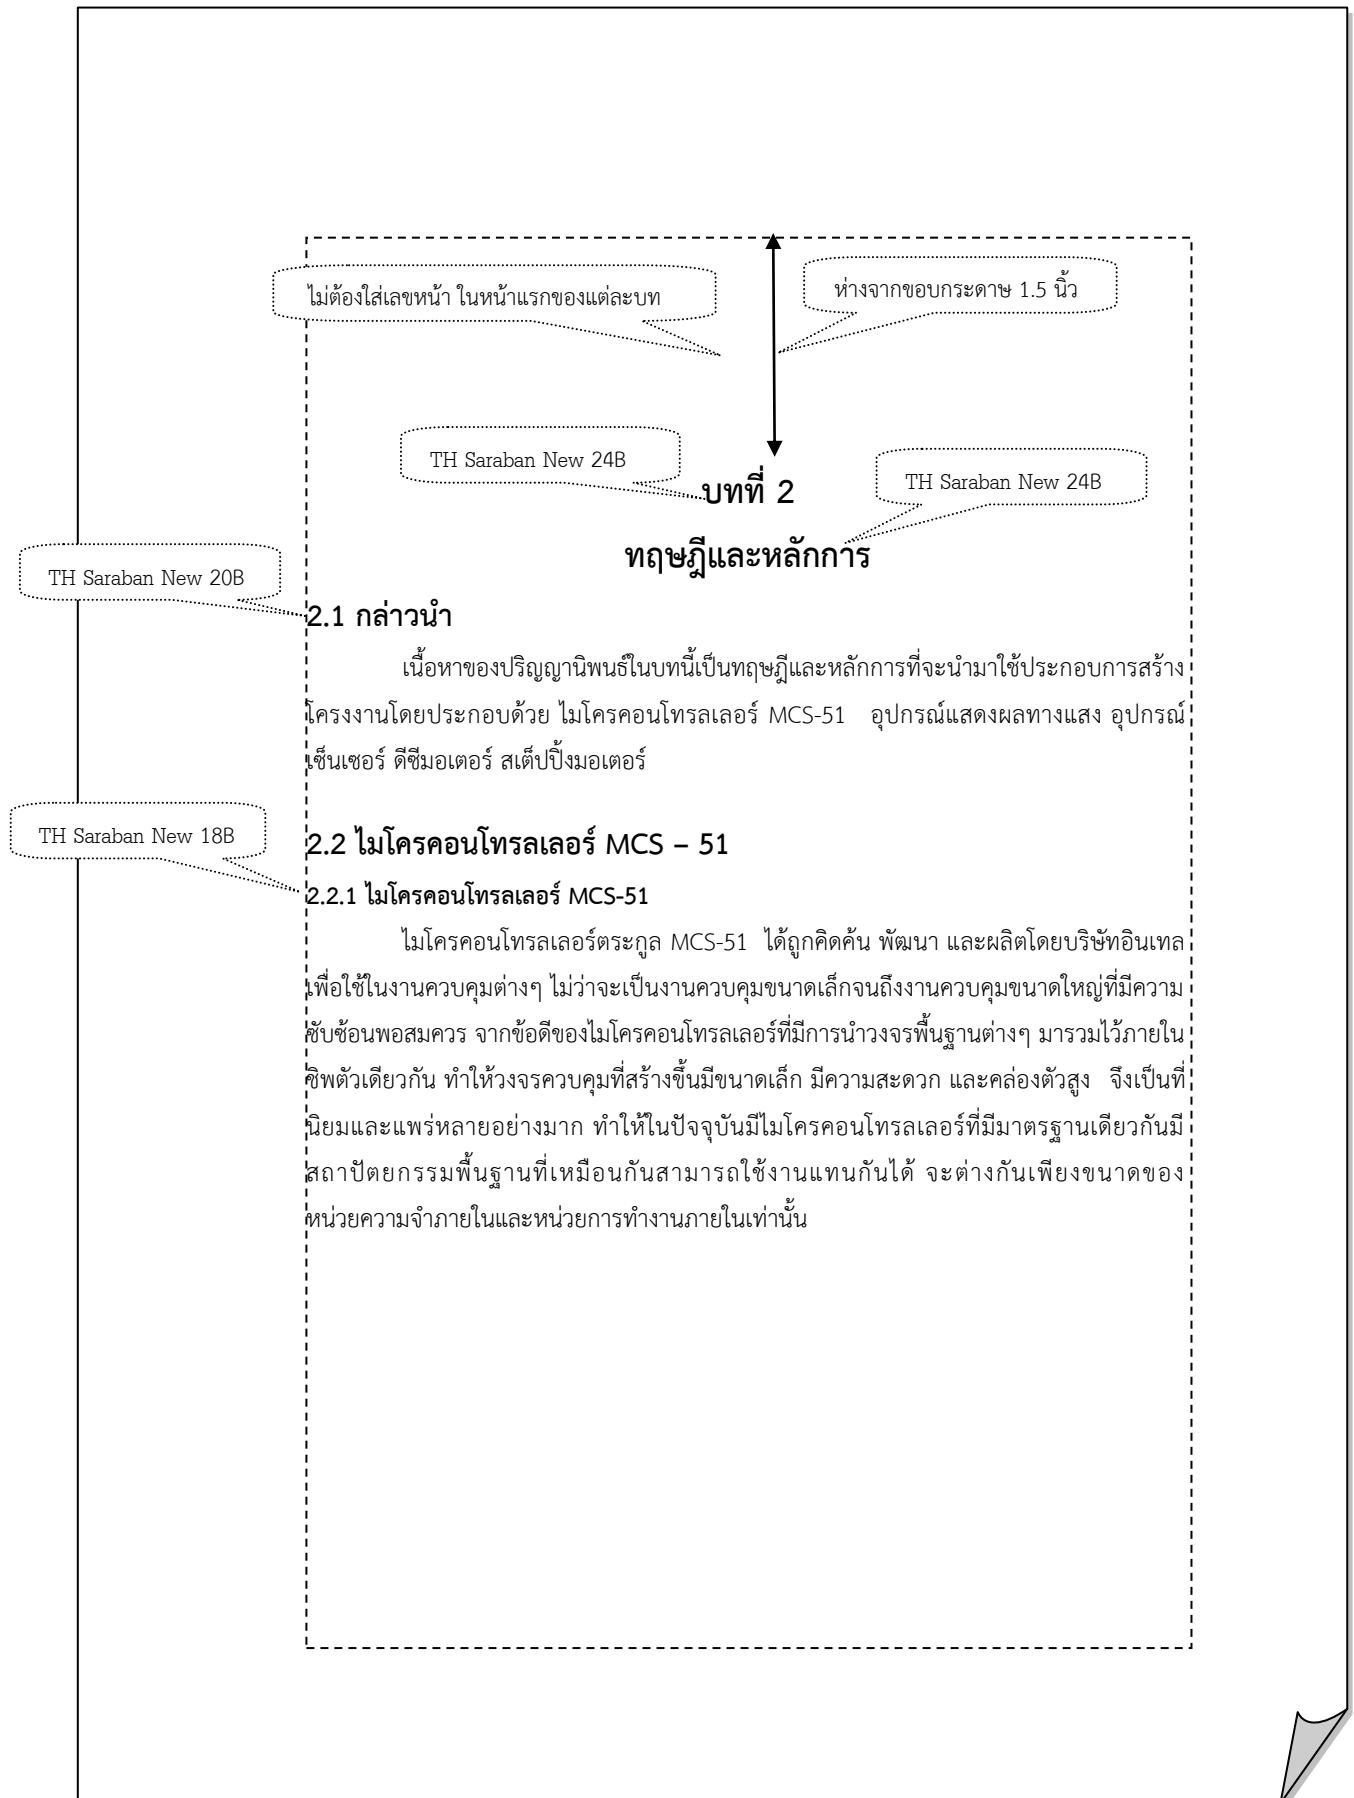 ไม่ต้องใส่เลขหน้า ในหน้าแรกของแต่ละบท
ห่างจากขอบกระดาษ 1.5 นิ้ว
TH Saraban New 24B
บทที่ 2
TH Saraban New 24B
ทฤษฎีและหลักการ
TH Saraban New 20B
2.1 กล่าวนำ
เนื้อหาของปริญญานิพนธ์ในบทนี้เป็นทฤษฎีและหลักการที่จะนำมาใช้ประกอบการสร้าง
โครงงานโดยประกอบด้วย ไมโครคอนโทรลเลอร์ MCS-51 อุปกรณ์แสดงผลทางแสง อุปกรณ์
เซ็นเซอร์ ดีซีมอเตอร์ สเต็ปปิ้งมอเตอร์
TH Saraban New 18B
2.2 ไมโครคอนโทรลเลอร์ MCS – 51
2.2.1 ไมโครคอนโทรลเลอร์ MCS-51
ไมโครคอนโทรลเลอร์ตระกูล MCS-51 ได้ถูกคิดค้น พัฒนา และผลิตโดยบริษัทอินเทล
เพื่อใช้ในงานควบคุมต่างๆ ไม่ว่าจะเป็นงานควบคุมขนาดเล็กจนถึงงานควบคุมขนาดใหญ่ที่มีความ
ซับซ้อนพอสมควร จากข้อดีของไมโครคอนโทรลเลอร์ที่มีการนำวงจรพื้นฐานต่างๆ มารวมไว้ภายใน
ชิพตัวเดียวกัน ทำให้วงจรควบคุมที่สร้างขึ้นมีขนาดเล็ก มีความสะดวก และคล่องตัวสูง จึงเป็นที่
นิยมและแพร่หลายอย่างมาก ทำให้ในปัจจุบันมีไมโครคอนโทรลเลอร์ที่มีมาตรฐานเดียวกันมี
สถาปัตยกรรมพื้นฐานที่เหมือนกันสามารถใช้งานแทนกันได้ จะต่างกันเพียงขนาดของ
หน่วยความจำภายในและหน่วยการทำงานภายในเท่านั้น